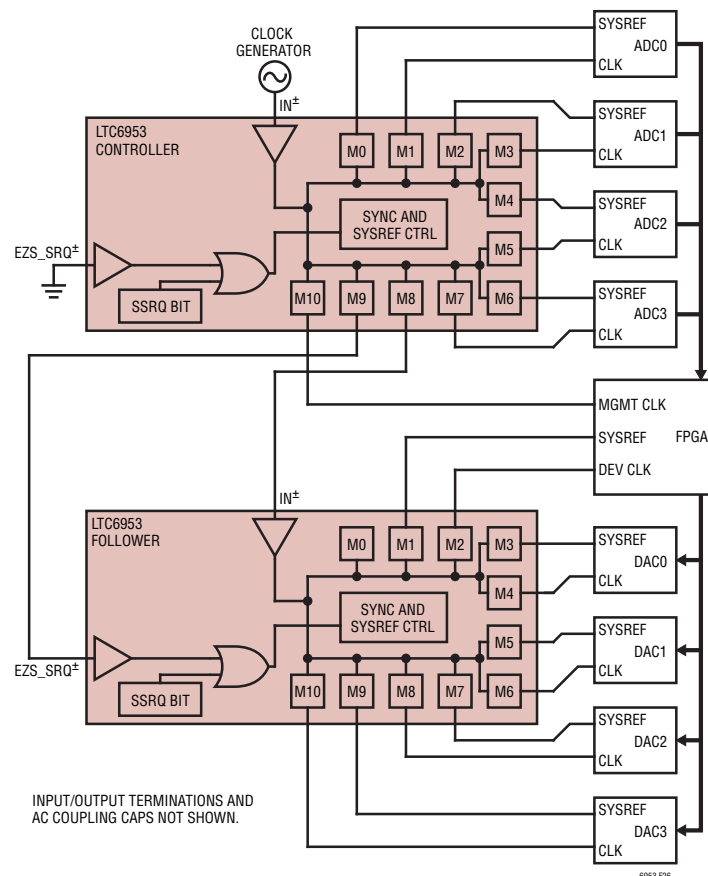 CLOCK
GENERATOR
IN±
LTC6953
CONTROLLER
M0
M1
M2
M3
M4
SYNC AND
SYSREF CTRL
M5
M6
EZS_SRQ±
SSRQ BIT
M10
M9
M8
M7
SYSREF
ADC0
CLK
SYSREF
ADC1
CLK
SYSREF
ADC2
CLK
SYSREF
ADC3
CLK
MGMT CLK
SYSREF
FPGA
DEV CLK
IN±
LTC6953
FOLLOWER
M0
M1
M2
M3
M4
SYNC AND
SYSREF CTRL
M5
M6
EZS_SRQ±
SSRQ BIT
M10
M9
M8
M7
SYSREF
DAC0
CLK
SYSREF
DAC1
CLK
SYSREF
DAC2
CLK
SYSREF
DAC3
CLK
INPUT/OUTPUT TERMINATIONS AND
AC COUPLING CAPS NOT SHOWN.
6953 F26